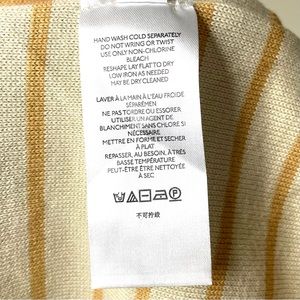 HAND WASH COLD SEPARATELY
DO NOT WRING OR TWIST
USE ONLY NON-CHLORINE
BLEACH
RESHAPE LAY FLAT TO DRY
LOW IRON AS NEEDED
MAY BE DRY CLEANED
LAVER À LA MAIN À L'EAU FROIDE
SÉPARÉMEN
NE PAS TORDRE OU ESSORER
UTILISER UN AGENT DE
BLANCHIMENT SANS CHLORE SI
NÉCESSAIRE
METTRE EN FORME ET SÉCHER
À PLAT
REPASSER, AU BESOIN, À TRÈS
BASSE TEMPÉRATURE
PEUT-ÊTRE ÊTRE NETTOYÉE
À SEC
不可拧绞